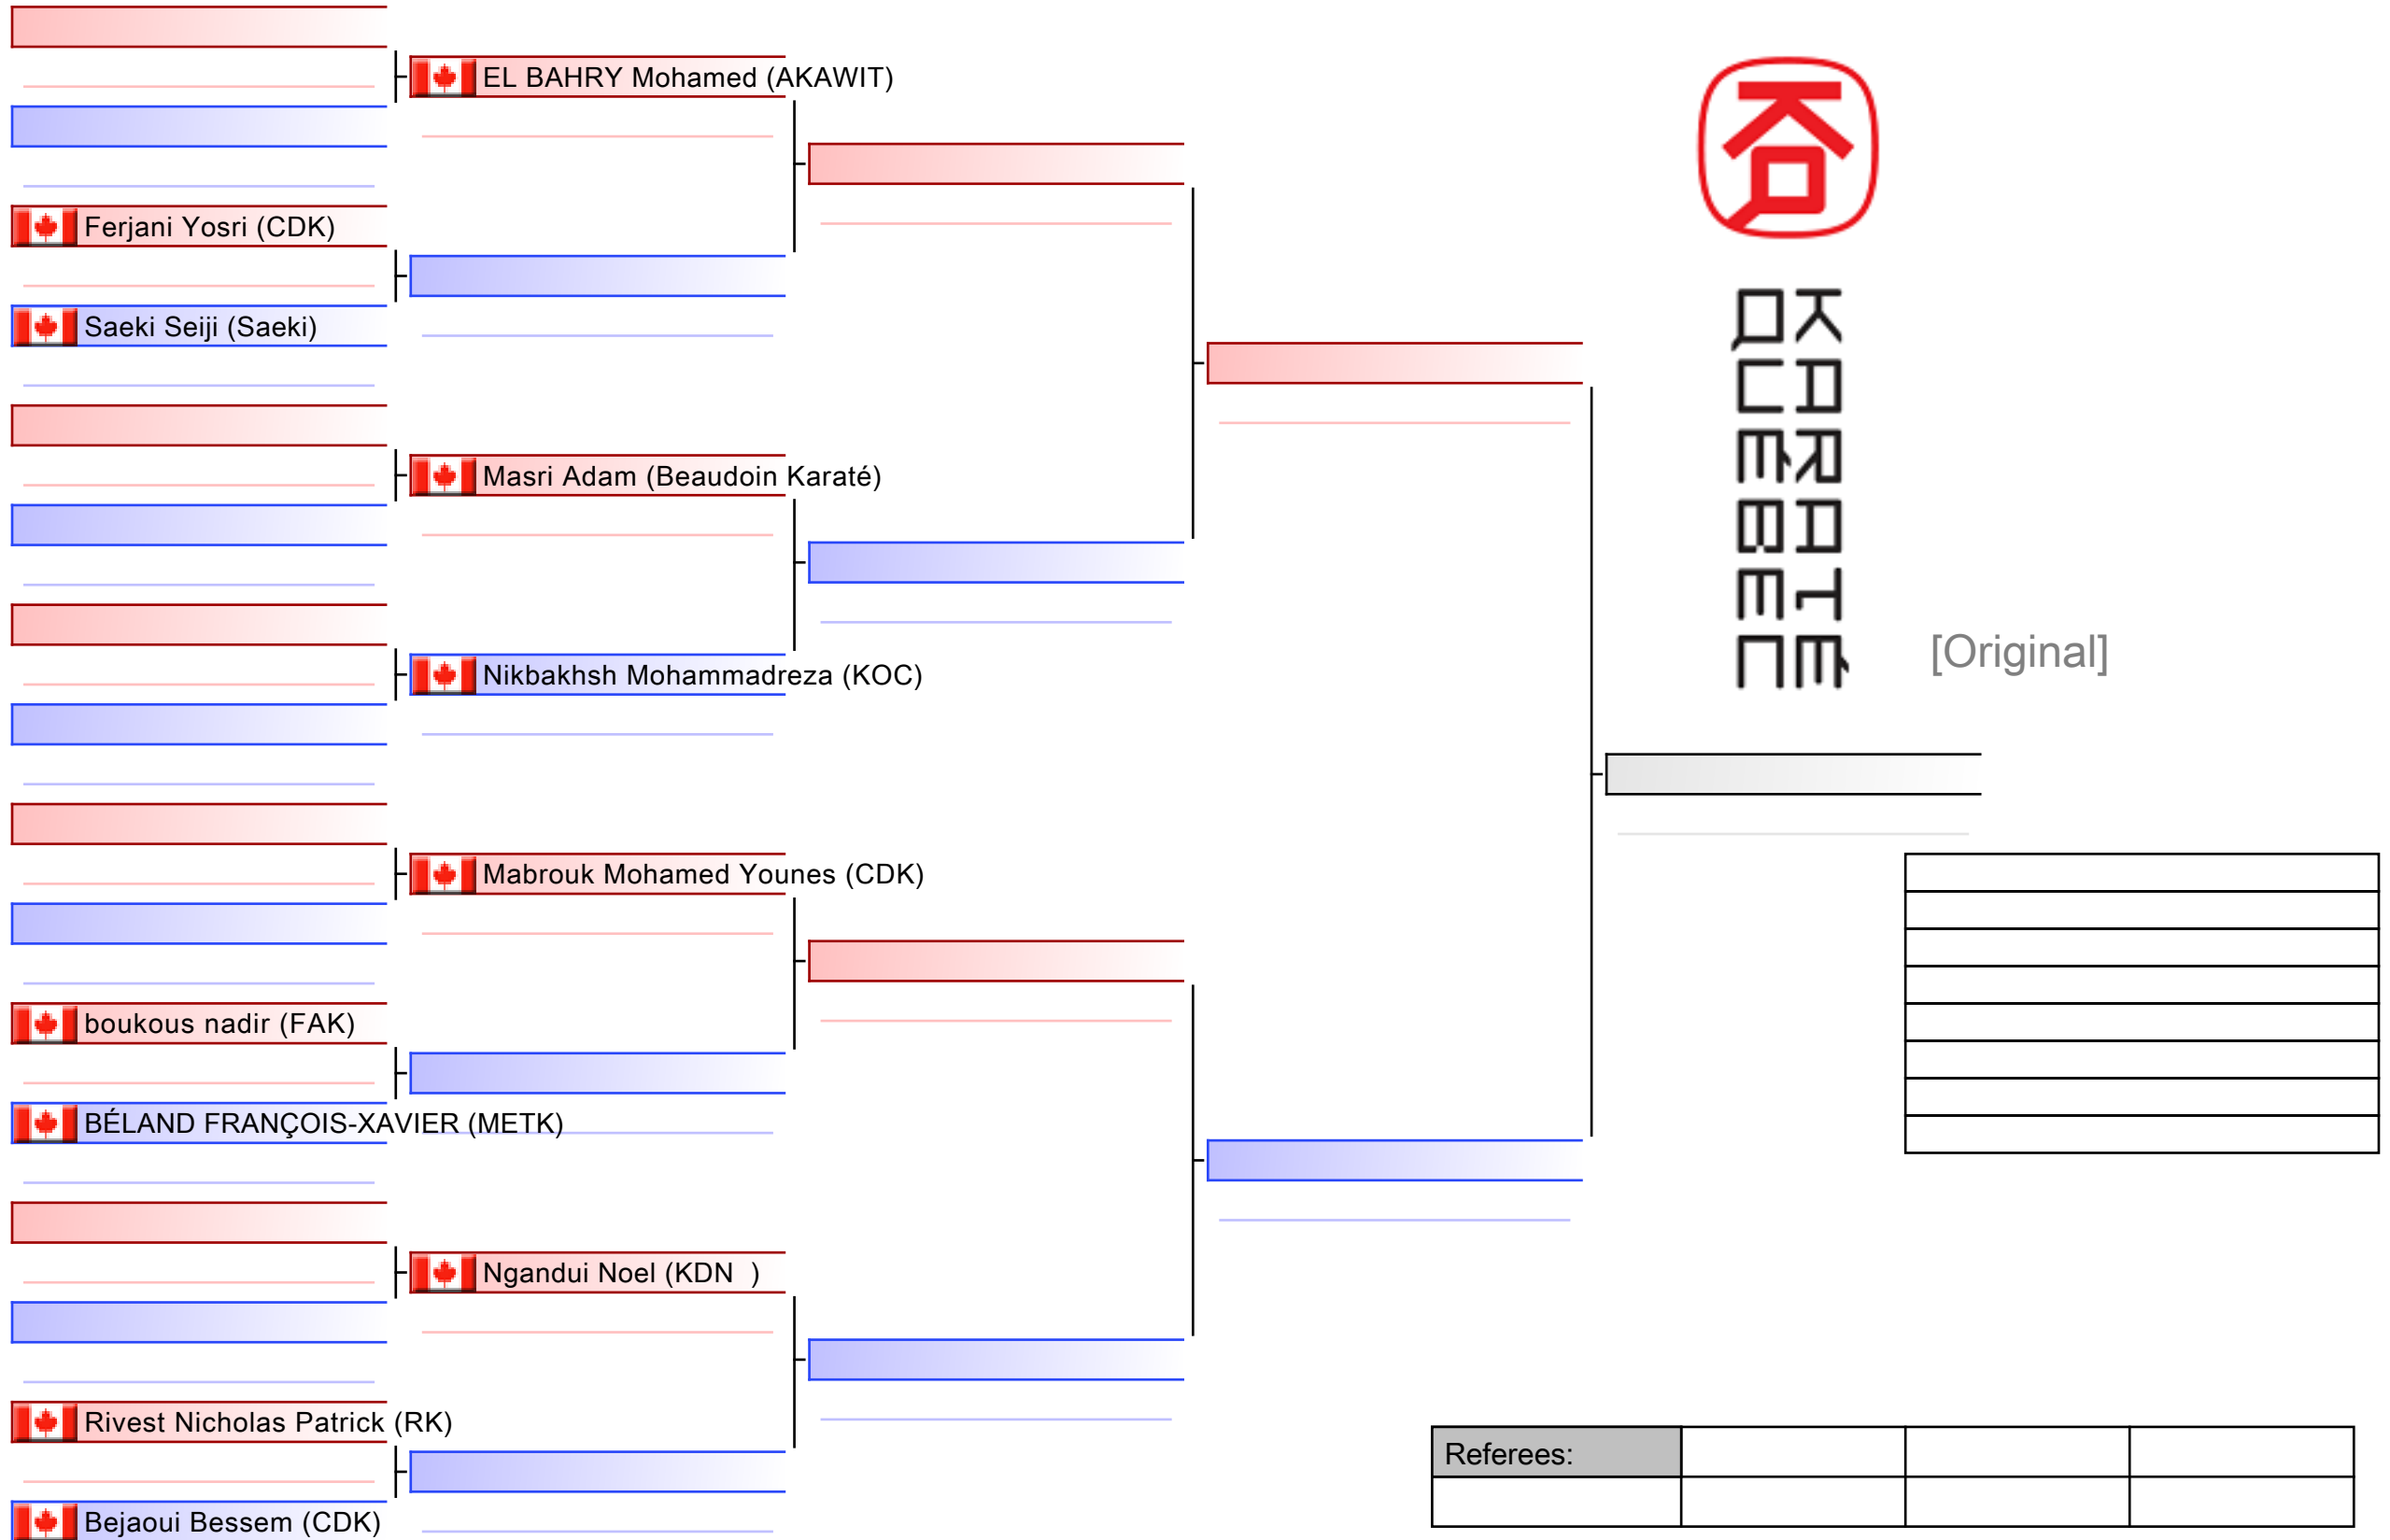 EL BAHRY Mohamed (AKAWIT)
Ferjani Yosri (CDK)
Saeki Seiji (Saeki)
Masri Adam (Beaudoin Karaté)
Nikbakhsh Mohammadreza (KOC)
Mabrouk Mohamed Younes (CDK)
boukous nadir (FAK)
BÉLAND FRANÇOIS-XAVIER (METK)
Ngandui Noel (KDN  )
Rivest Nicholas Patrick (RK)
Bejaoui Bessem (CDK)
KARATÉ
QUÉBEC
[Original]
Referees: